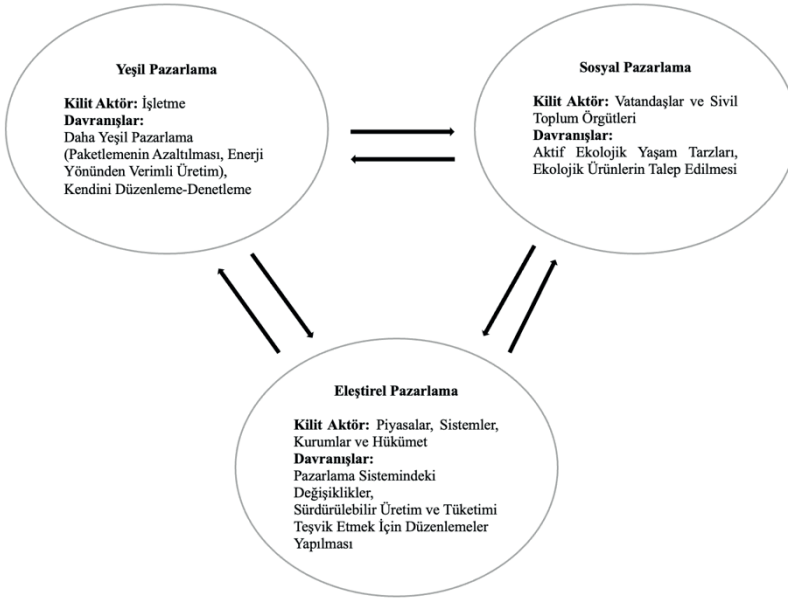 Yeşil Pazarlama
Kilit Aktör: İşletme
Davranışlar:
Daha Yeşil Pazarlama
(Paketlemenin Azaltılması, Enerji
Yönünden Verimli Üretim),
Kendini Düzenleme-Denetleme
Sosyal Pazarlama
Kilit Aktör: Vatandaşlar ve Sivil
Toplum Örgütleri
Davranışlar:
Aktif Ekolojik Yaşam Tarzları,
Ekolojik Ürünlerin Talep Edilmesi
Eleştirel Pazarlama
Kilit Aktör: Piyasalar, Sistemler,
Kurumlar ve Hükümet
Davranışlar:
Pazarlama Sistemindeki
Değişiklikler,
Sürdürülebilir Üretim ve Tüketimi
Teşvik Etmek İçin Düzenlemeler
Yapılması